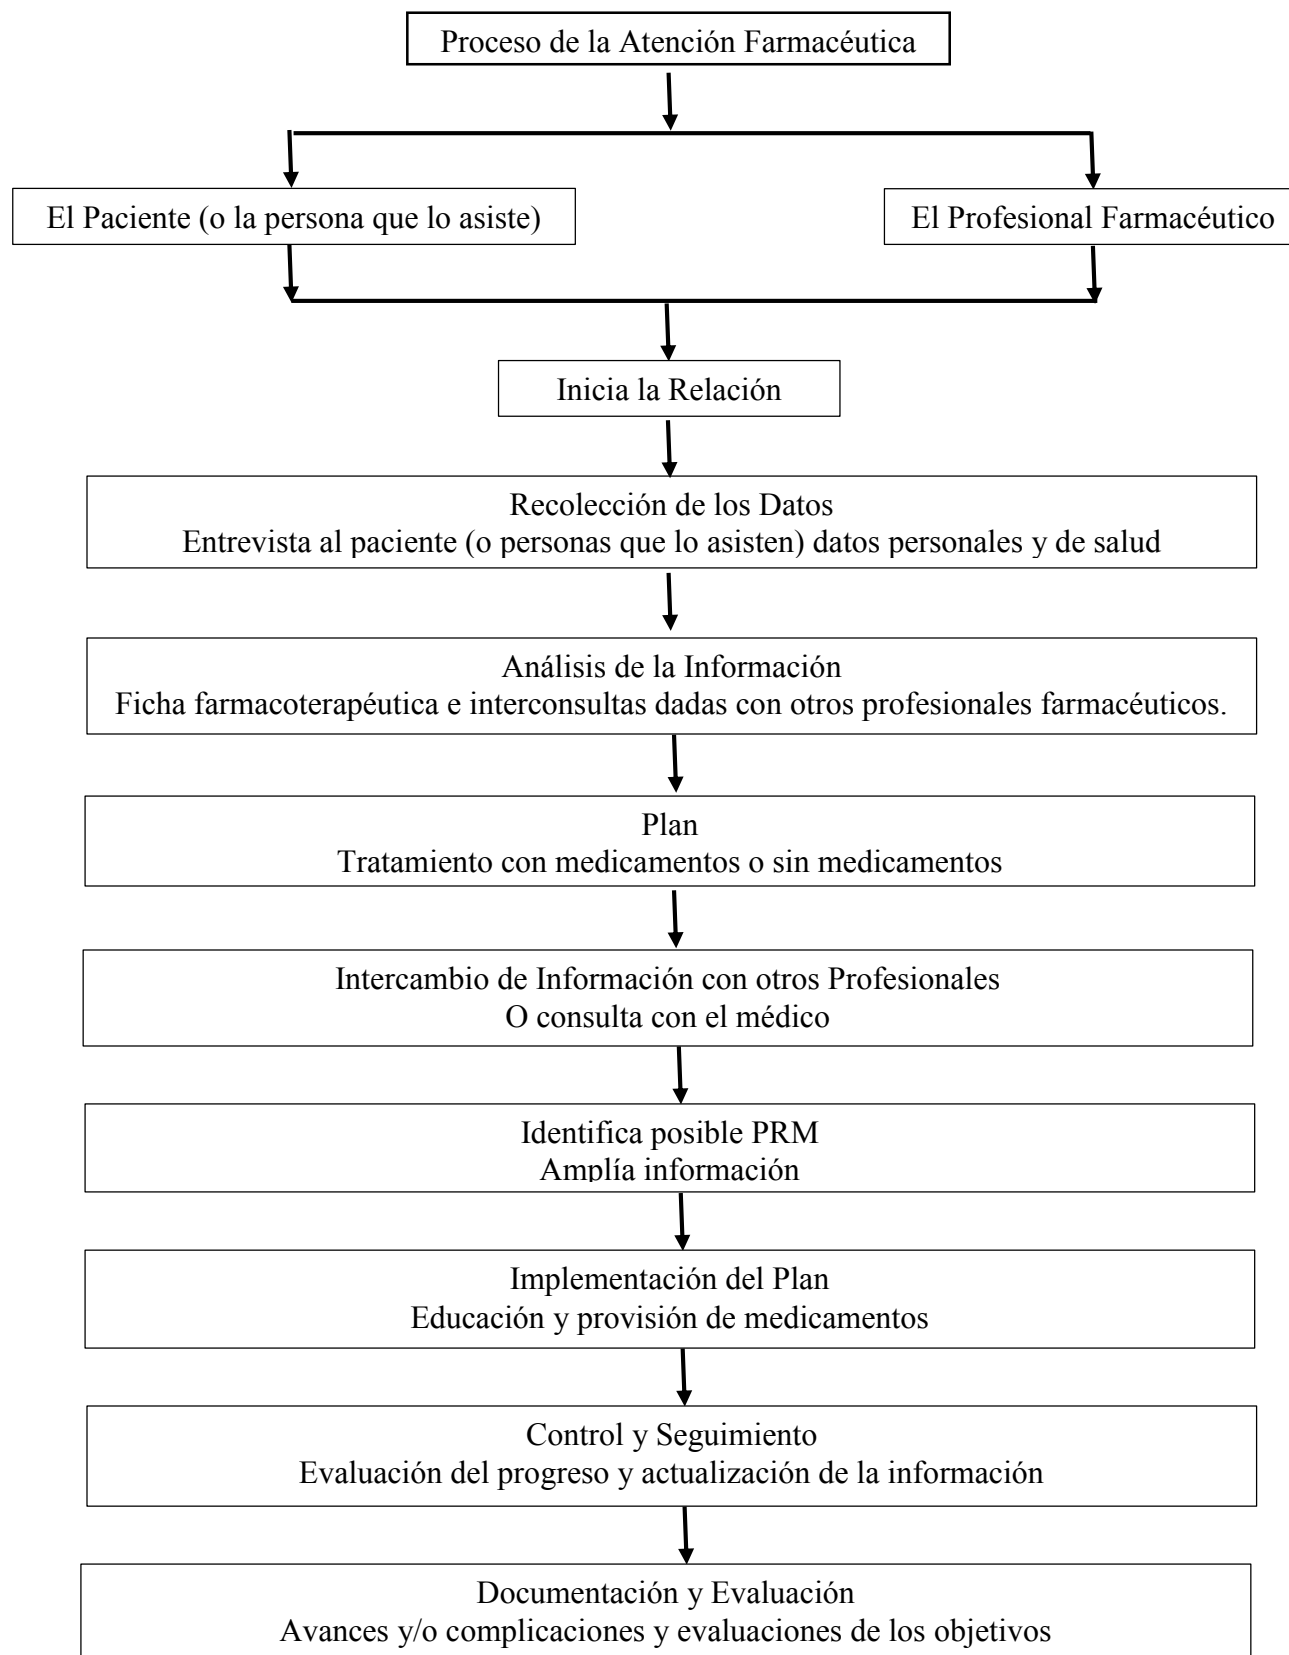 Proceso de la Atención Farmacéutica
El Paciente (o la persona que lo asiste)
El Profesional Farmacéutico
Inicia la Relación
Recolección de los Datos
Entrevista al paciente (o personas que lo asisten) datos personales y de salud
Análisis de la Información
Ficha farmacoterapéutica e interconsultas dadas con otros profesionales farmacéuticos.
Plan
Tratamiento con medicamentos o sin medicamentos
Intercambio de Información con otros Profesionales
O consulta con el médico
Identifica posible PRM
Amplía información
Implementación del Plan
Educación y provisión de medicamentos
Control y Seguimiento
Evaluación del progreso y actualización de la información
Documentación y Evaluación
Avances y/o complicaciones y evaluaciones de los objetivos